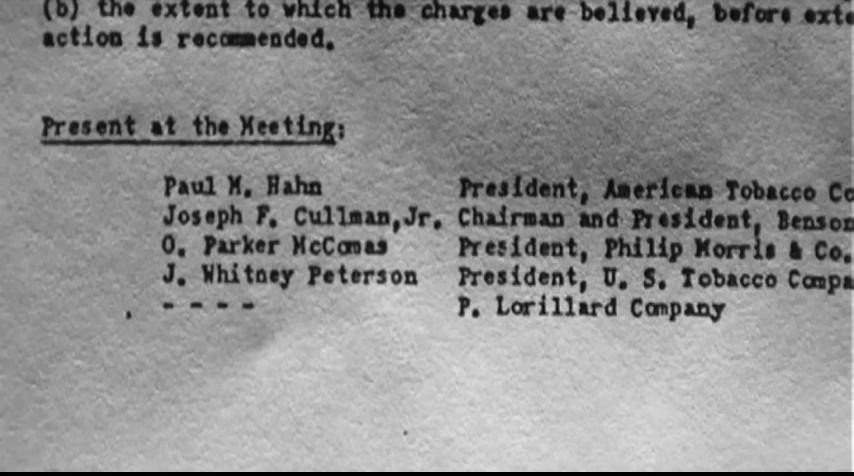 (b) the extent to which the charges are believed, before exte
action is recommended.
Present at the Meeting:
Paul M. Hahn President, American Tobacco Co
Joseph F. Cullman,Jr. Chairman and President, Benson
O. Parker McComas President, Philip Morris & Co.
J. Whitney Peterson President, U. S. Tobacco Compa
- - - - P. Lorillard Company